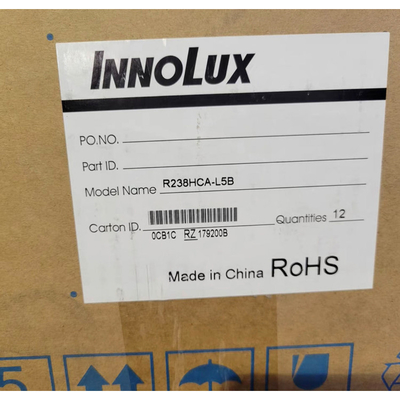 INNOLUX
PO.NO.
Part ID.
Model Name R238HCA-L5B
Carton ID. Quantities 12
0CB1C RZ 179200B
Made in China RoHS
5